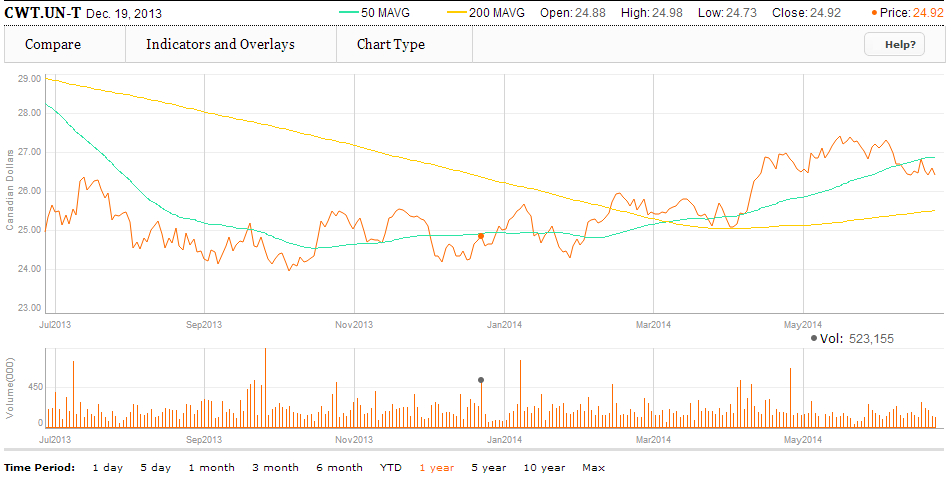 CWT.UN-T Dec. 19, 2013 50 MAVG 200 MAVG Open: 24.88 High: 24.98 Low: 24.73 Close: 24.92 Price: 24.92
Compare Indicators and Overlays Chart Type Help?
Canadian Dollars
29.00
28.00
27.00
26.00
25.00
24.00
23.00
Jul2013 Sep2013 Nov2013 Jan2014 Mar2014 May2014
Vol: 523,155
Volume(000)
450
0
Jul2013 Sep2013 Nov2013 Jan2014 Mar2014 May2014
Time Period: 1 day 5 day 1 month 3 month 6 month YTD 1 year 5 year 10 year Max